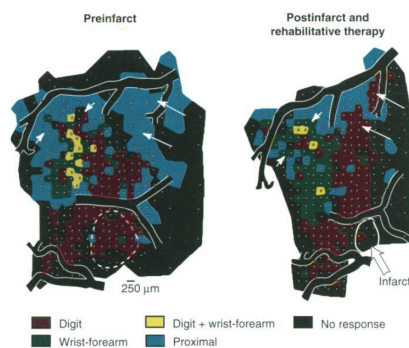 Preinfarct
Postinfarct and
rehabilitative therapy
250 μm
Infarct
Digit
Digit + wrist-forearm
No response
Wrist-forearm
Proximal